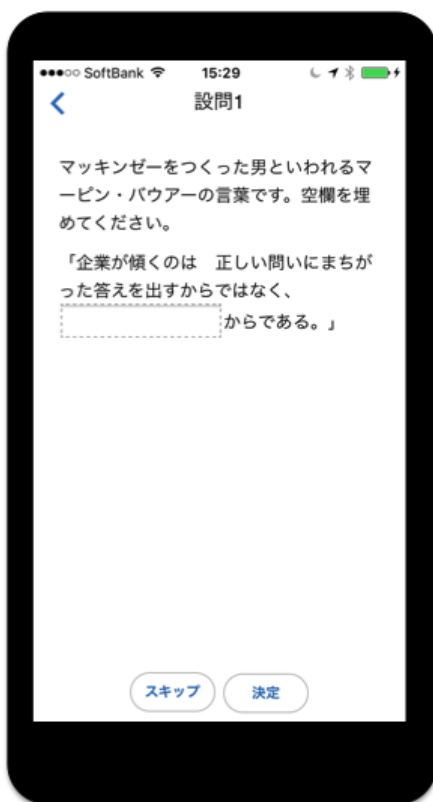 SoftBank 15:29
設問1
マッキンゼーをつくった男といわれるマ
ーピン・バウアーの言葉です。空欄を埋
めてください。
「企業が傾くのは　正しい問いにまちが
った答えを出すからではなく、
からである。」
スキップ 決定